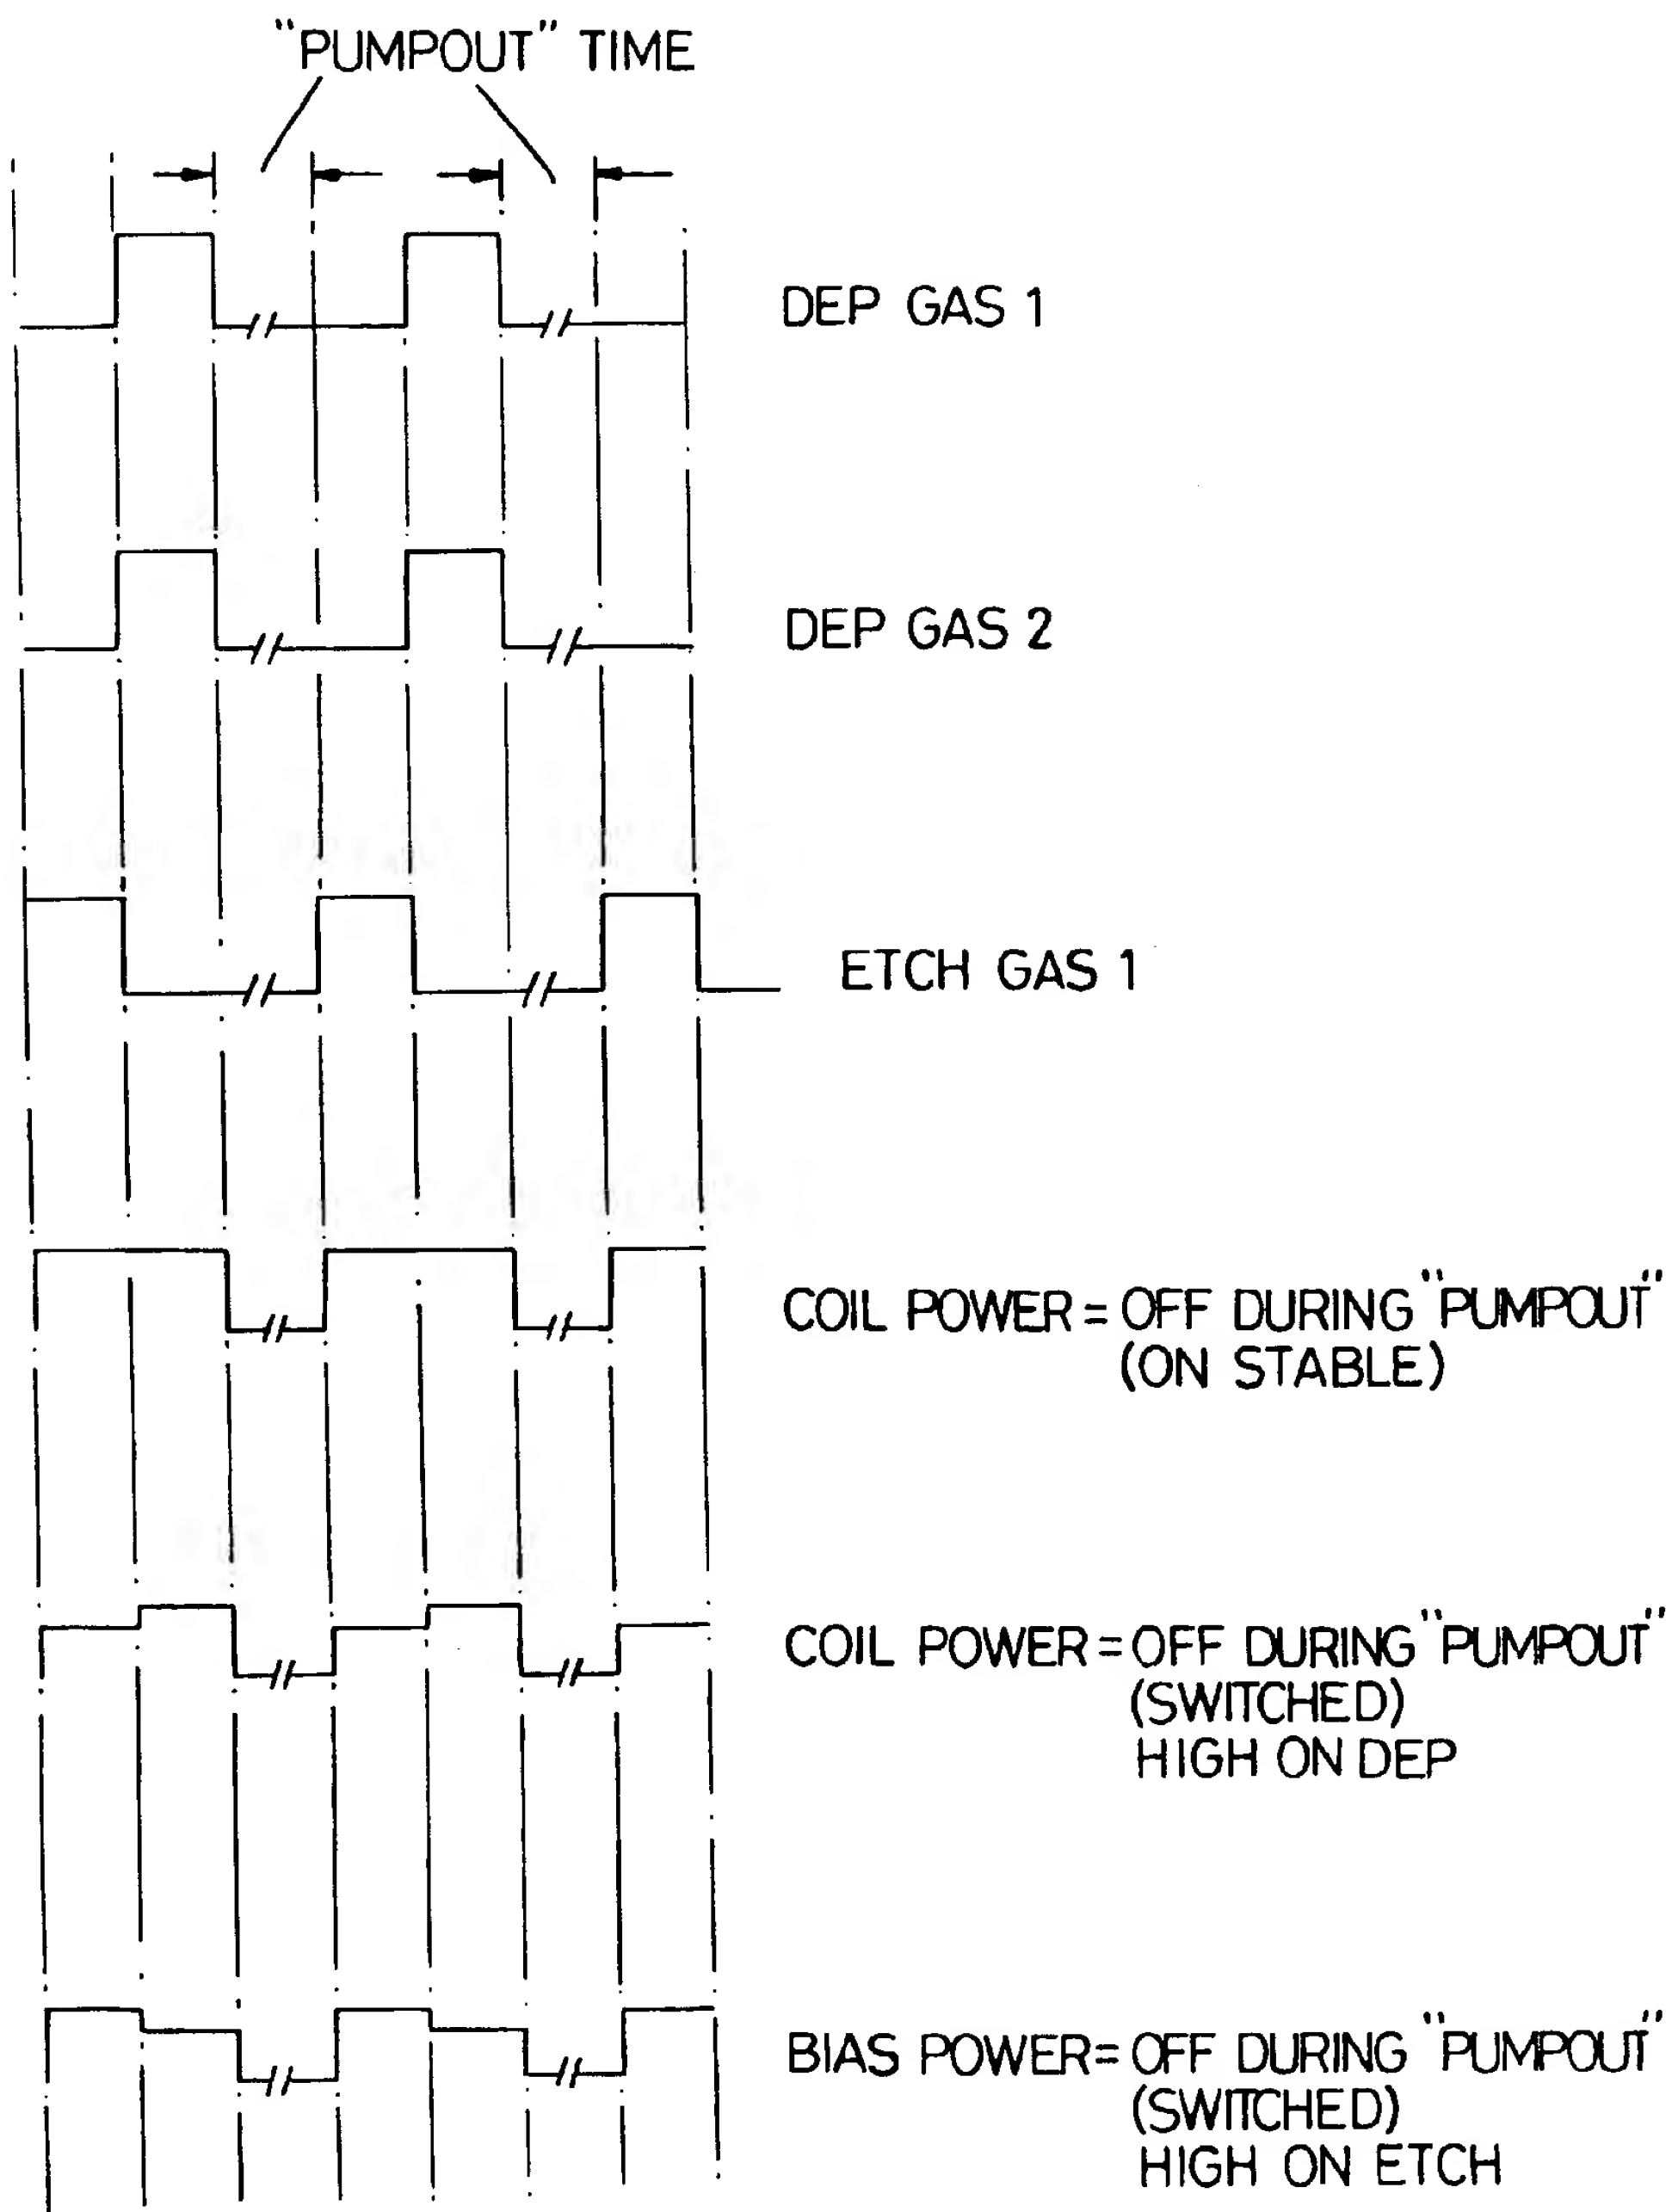 "PUMPOUT" TIME
DEP GAS 1
DEP GAS 2
ETCH GAS 1
COIL POWER = OFF DURING "PUMPOUT"
(ON STABLE)
COIL POWER = OFF DURING "PUMPOUT"
(SWITCHED)
HIGH ON DEP
BIAS POWER = OFF DURING "PUMPOUT"
(SWITCHED)
HIGH ON ETCH